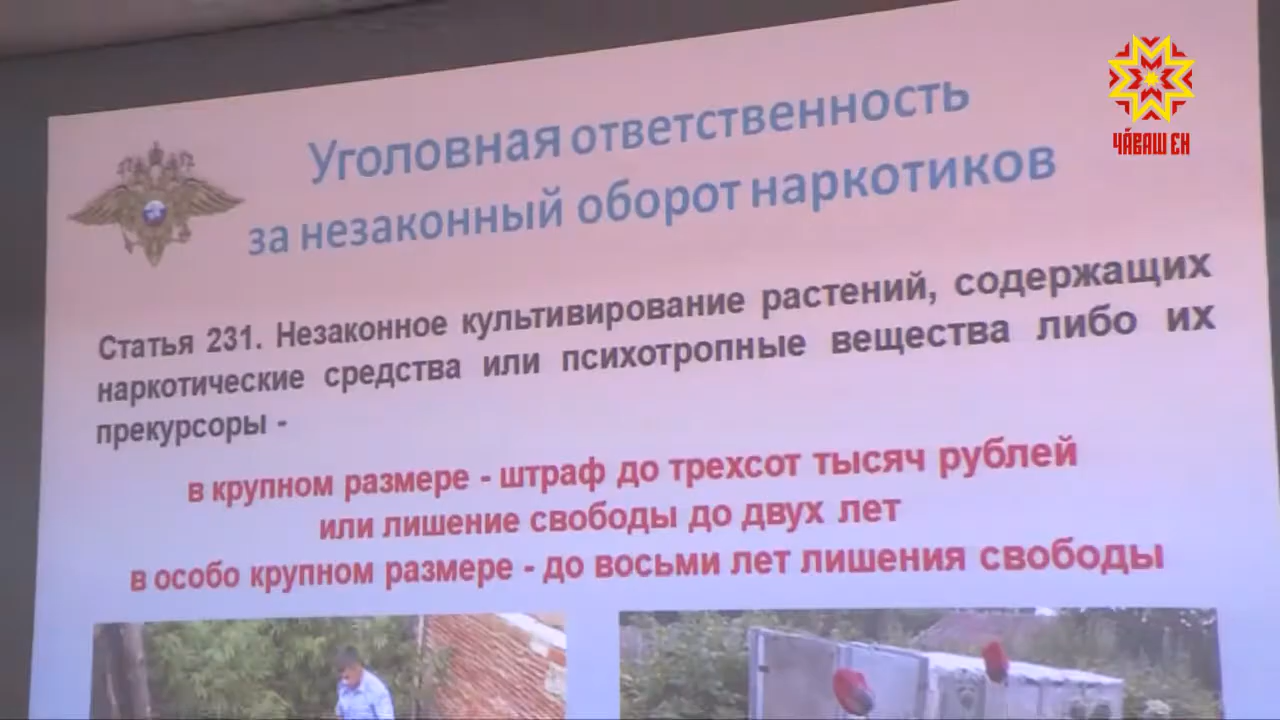 ЧӐВАШ ЕН
Уголовная ответственность
за незаконный оборот наркотиков
Статья 231. Незаконное культивирование растений, содержащих
наркотические средства или психотропные вещества либо их
прекурсоры -
в крупном размере - штраф до трехсот тысяч рублей
или лишение свободы до двух лет
в особо крупном размере - до восьми лет лишения свободы